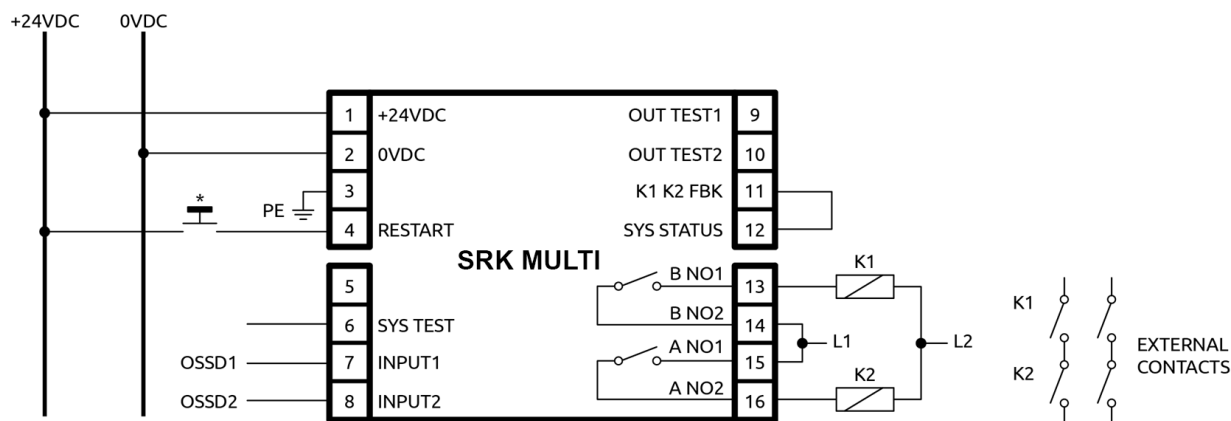 +24VDC 0VDC
1 +24VDC OUT TEST1 9
2 0VDC OUT TEST2 10
3 K1 K2 FBK 11
* PE
4 RESTART SYS STATUS 12
SRK MULTI
K1
5 B NO1 13
6 SYS TEST B NO2 14
K1
L1 L2
OSSD1 7 INPUT1 A NO1 15
EXTERNAL
CONTACTS
K2 K2
OSSD2 8 INPUT2 A NO2 16